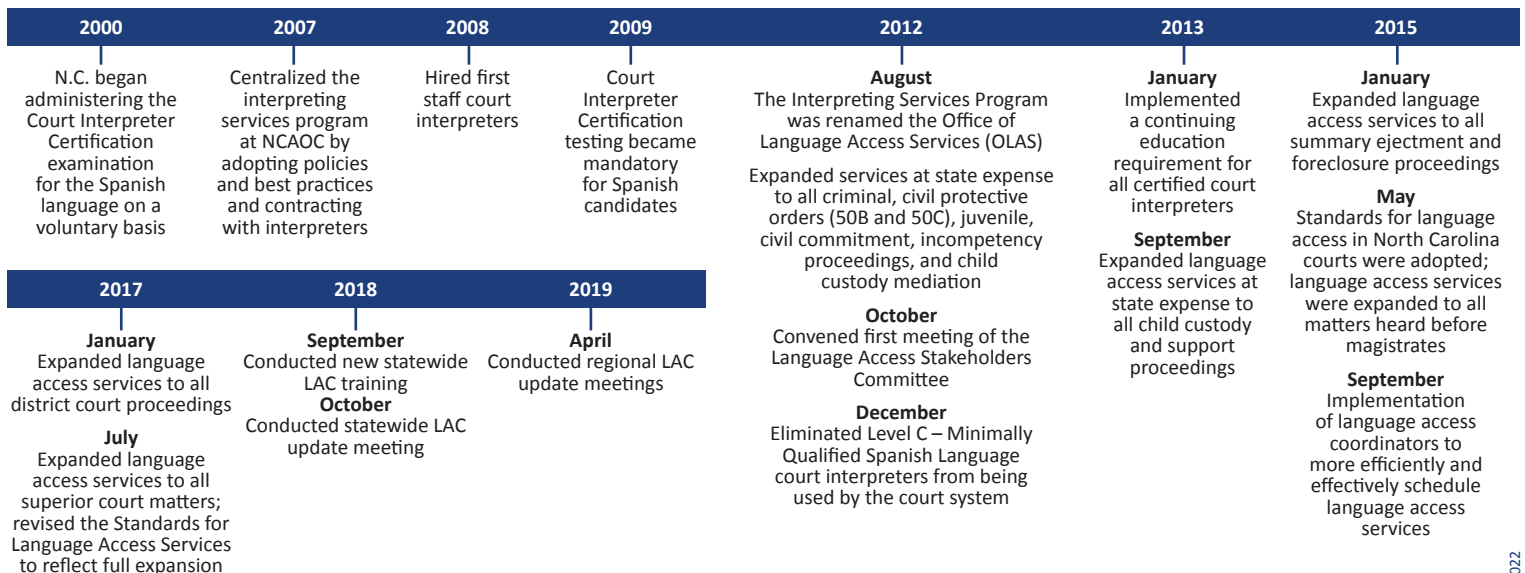 2000
N.C. began
administering the
Court Interpreter
Certification
examination
for the Spanish
language on a
voluntary basis
2007
Centralized the
interpreting
services program
at NCAOC by
adopting policies
and best practices
and contracting
with interpreters
2008
Hired first
staff court
interpreters
2009
Court
Interpreter
Certification
testing became
mandatory
for Spanish
candidates
2012
August
The Interpreting Services Program
was renamed the Office of
Language Access Services (OLAS)
Expanded services at state expense
to all criminal, civil protective
orders (50B and 50C), juvenile,
civil commitment, incompetency
proceedings, and child
custody mediation
October
Convened first meeting of the
Language Access Stakeholders
Committee
December
Eliminated Level C – Minimally
Qualified Spanish Language
court interpreters from being
used by the court system
2013
January
Implemented
a continuing
education
requirement for
all certified court
interpreters
September
Expanded language
access services at
state expense to
all child custody
and support
proceedings
2015
January
Expanded language
access services to all
summary ejectment and
foreclosure proceedings
May
Standards for language
access in North Carolina
courts were adopted;
language access services
were expanded to all
matters heard before
magistrates
September
Implementation
of language access
coordinators to
more efficiently and
effectively schedule
language access
services
2017
January
Expanded language
access services to all
district court proceedings
July
Expanded language
access services to all
superior court matters;
revised the Standards for
Language Access Services
to reflect full expansion
2018
September
Conducted new statewide
LAC training
October
Conducted statewide LAC
update meeting
2019
April
Conducted regional LAC
update meetings
022